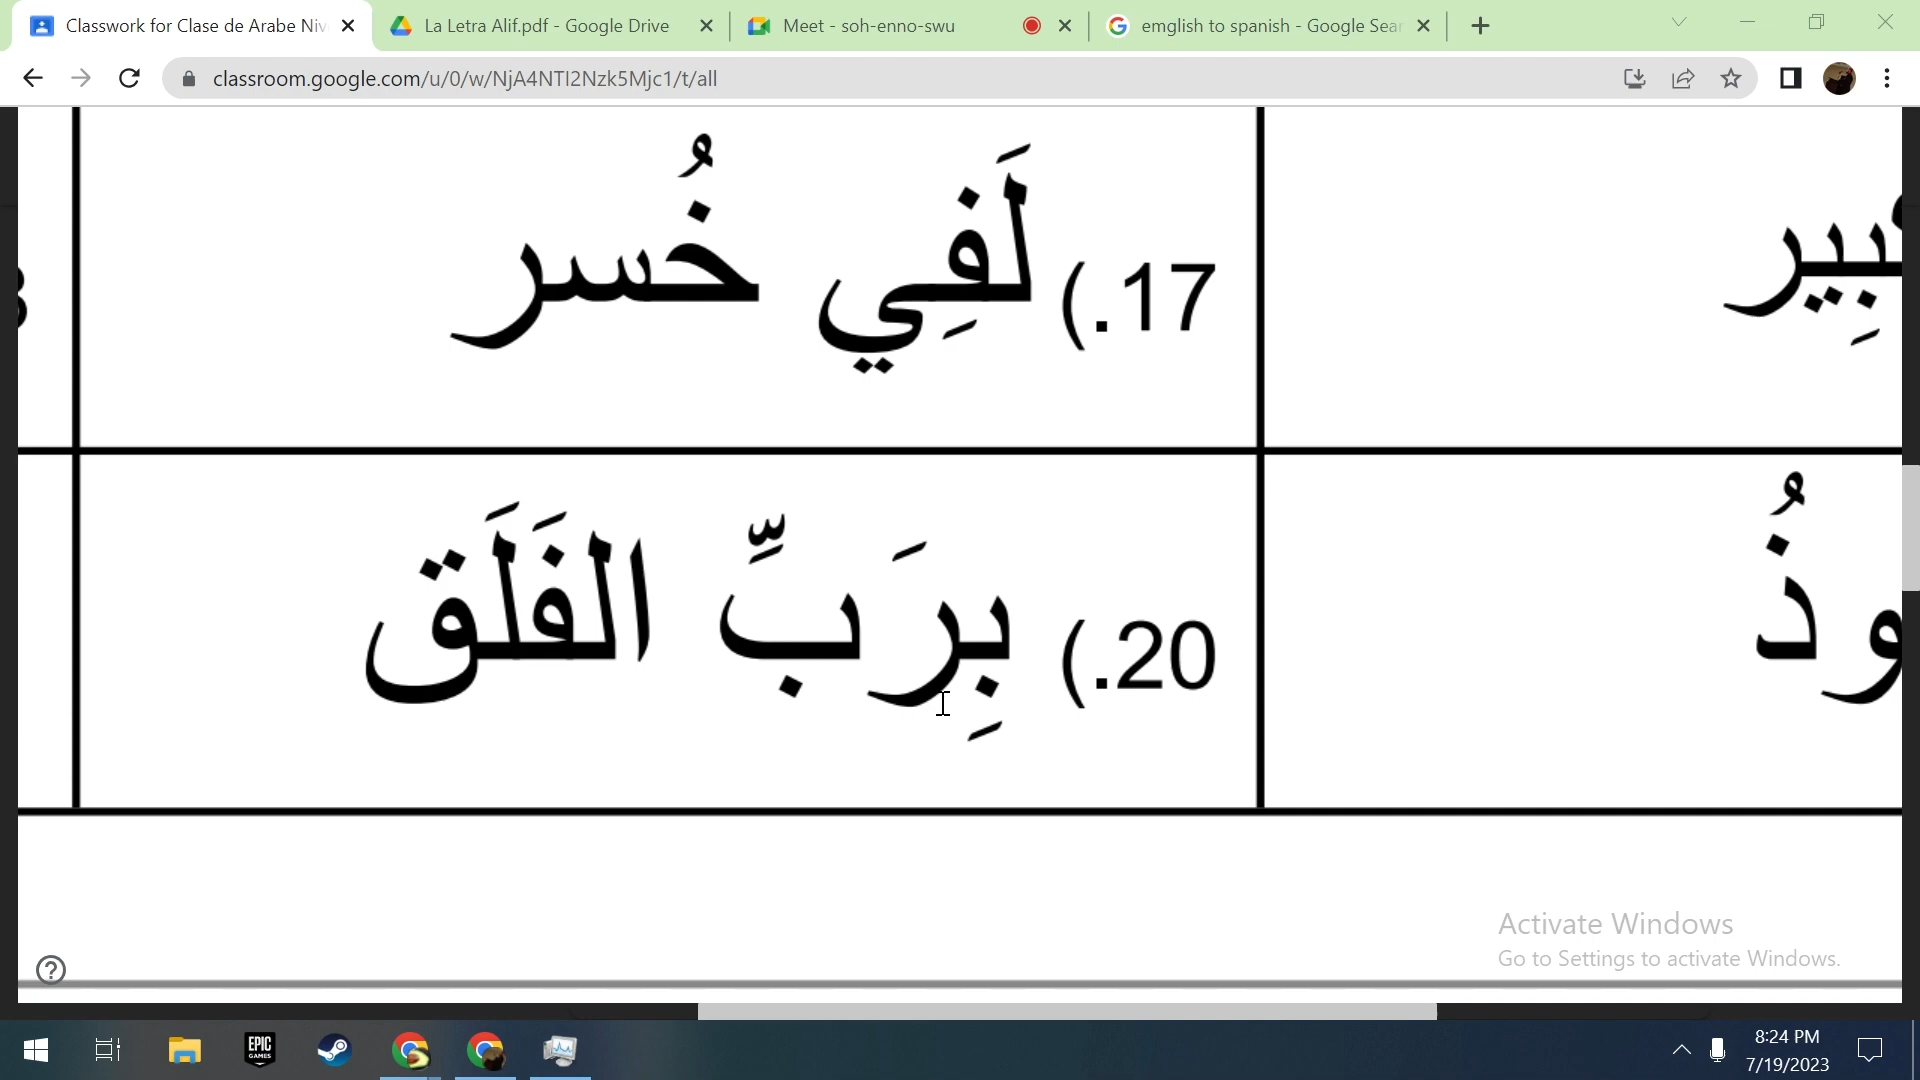 Classwork for Clase de Arabe Niv
La Letra Alif.pdf - Google Drive
Meet - soh-enno-swu
emglish to spanish - Google Sear
classroom.google.com/u/0/w/NjA4NTI2Nzk5Mjc1/t/all
17.) لَفِي خُسر
20.) بِرَبِّ الفَلَق
Activate Windows
Go to Settings to activate Windows.
EPIC GAMES
8:24 PM
7/19/2023